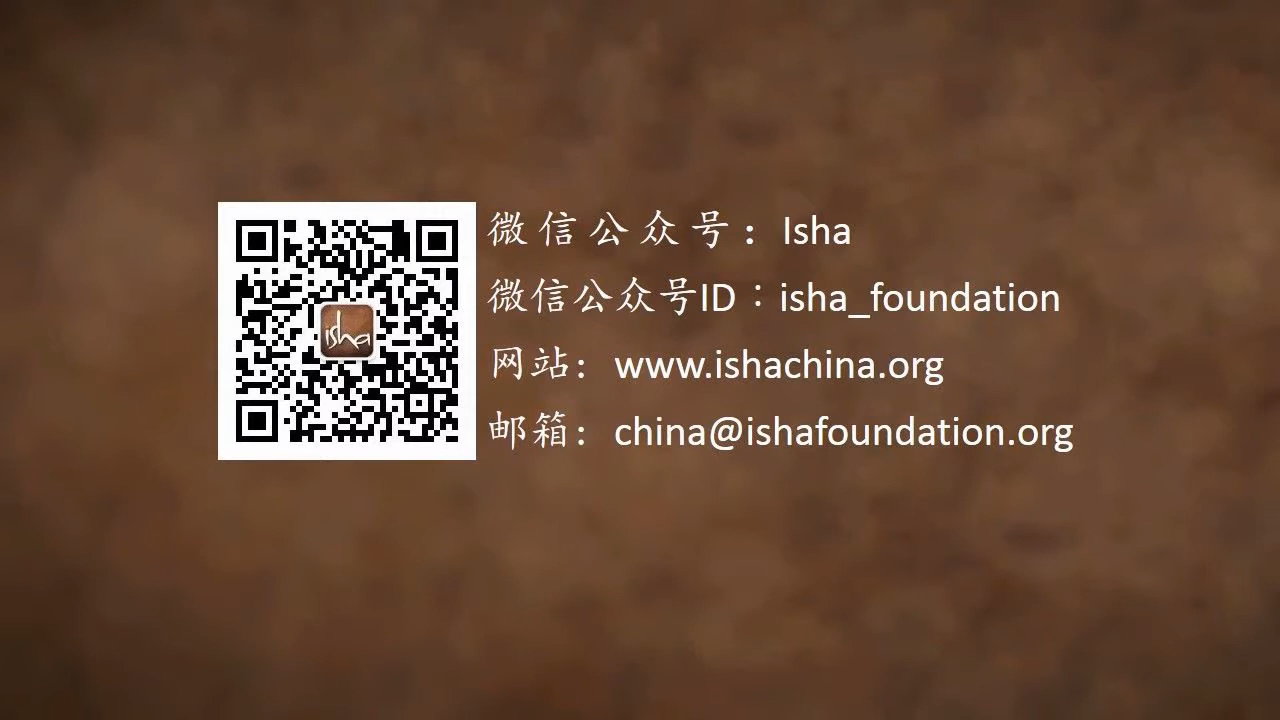 微信公众号：Isha
微信公众号ID：isha_foundation
isha
网站：www.ishachina.org
邮箱：china@ishafoundation.org